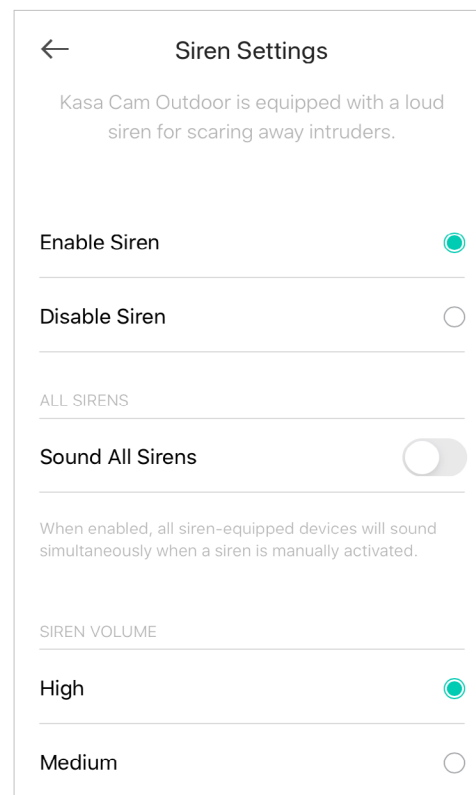 Siren Settings
Kasa Cam Outdoor is equipped with a loud
siren for scaring away intruders.
Enable Siren
Disable Siren
ALL SIRENS
Sound All Sirens
When enabled, all siren-equipped devices will sound
simultaneously when a siren is manually activated.
SIREN VOLUME
High
Medium